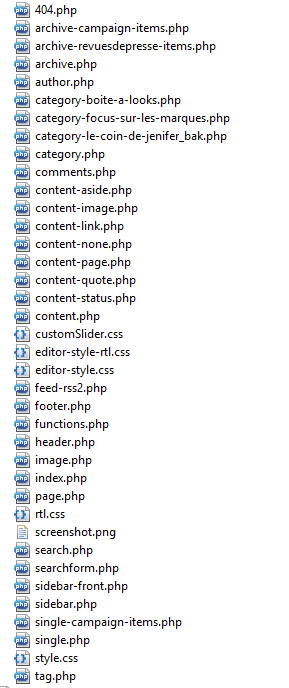 404.php
archive-campaign-items.php
archive-revuesdepresse-items.php
archive.php
author.php
category-boite-a-looks.php
category-focus-sur-les-marques.php
category-le-coin-de-jenifer_bak.php
category.php
comments.php
content-aside.php
content-image.php
content-link.php
content-none.php
content-page.php
content-quote.php
content-status.php
content.php
customSlider.css
editor-style-rtl.css
editor-style.css
feed-rss2.php
footer.php
functions.php
header.php
image.php
index.php
page.php
rtl.css
screenshot.png
search.php
searchform.php
sidebar-front.php
sidebar.php
single-campaign-items.php
single.php
style.css
tag.php